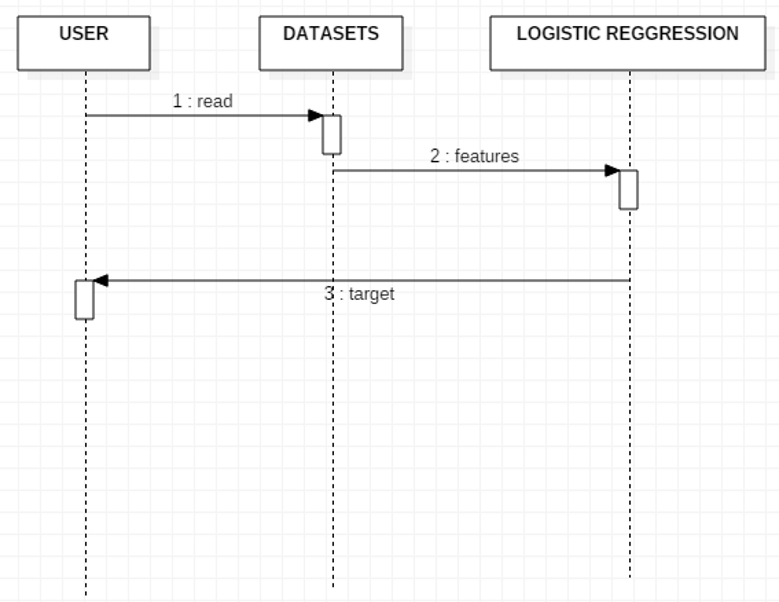 USER
DATASETS
LOGISTIC REGGRESSION
1 : read
2 : features
3 : target